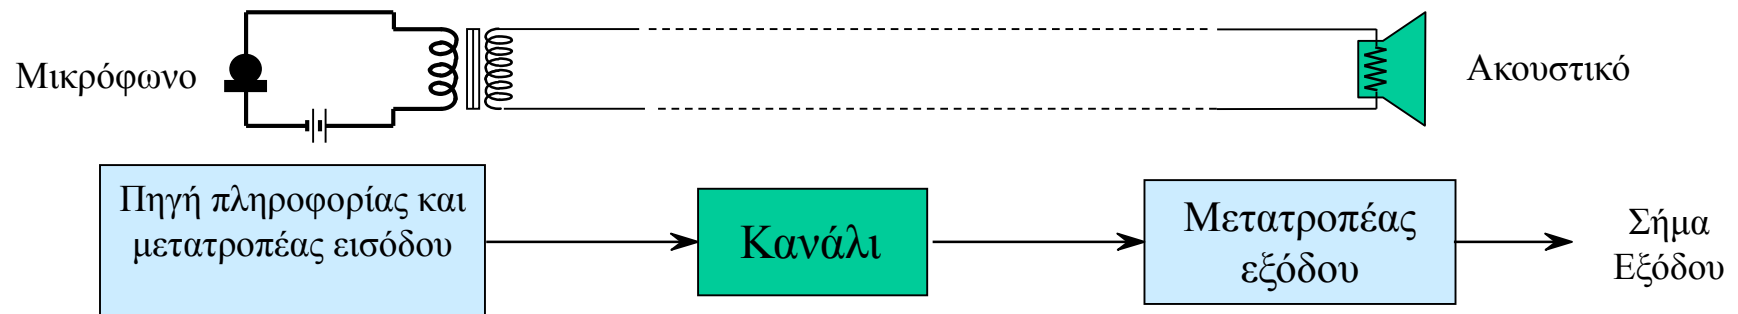 Μικρόφωνο
Ακουστικό
Πηγή πληροφορίας και
μετατροπέας εισόδου
Κανάλι
Μετατροπέας
εξόδου
Σήμα
Εξόδου